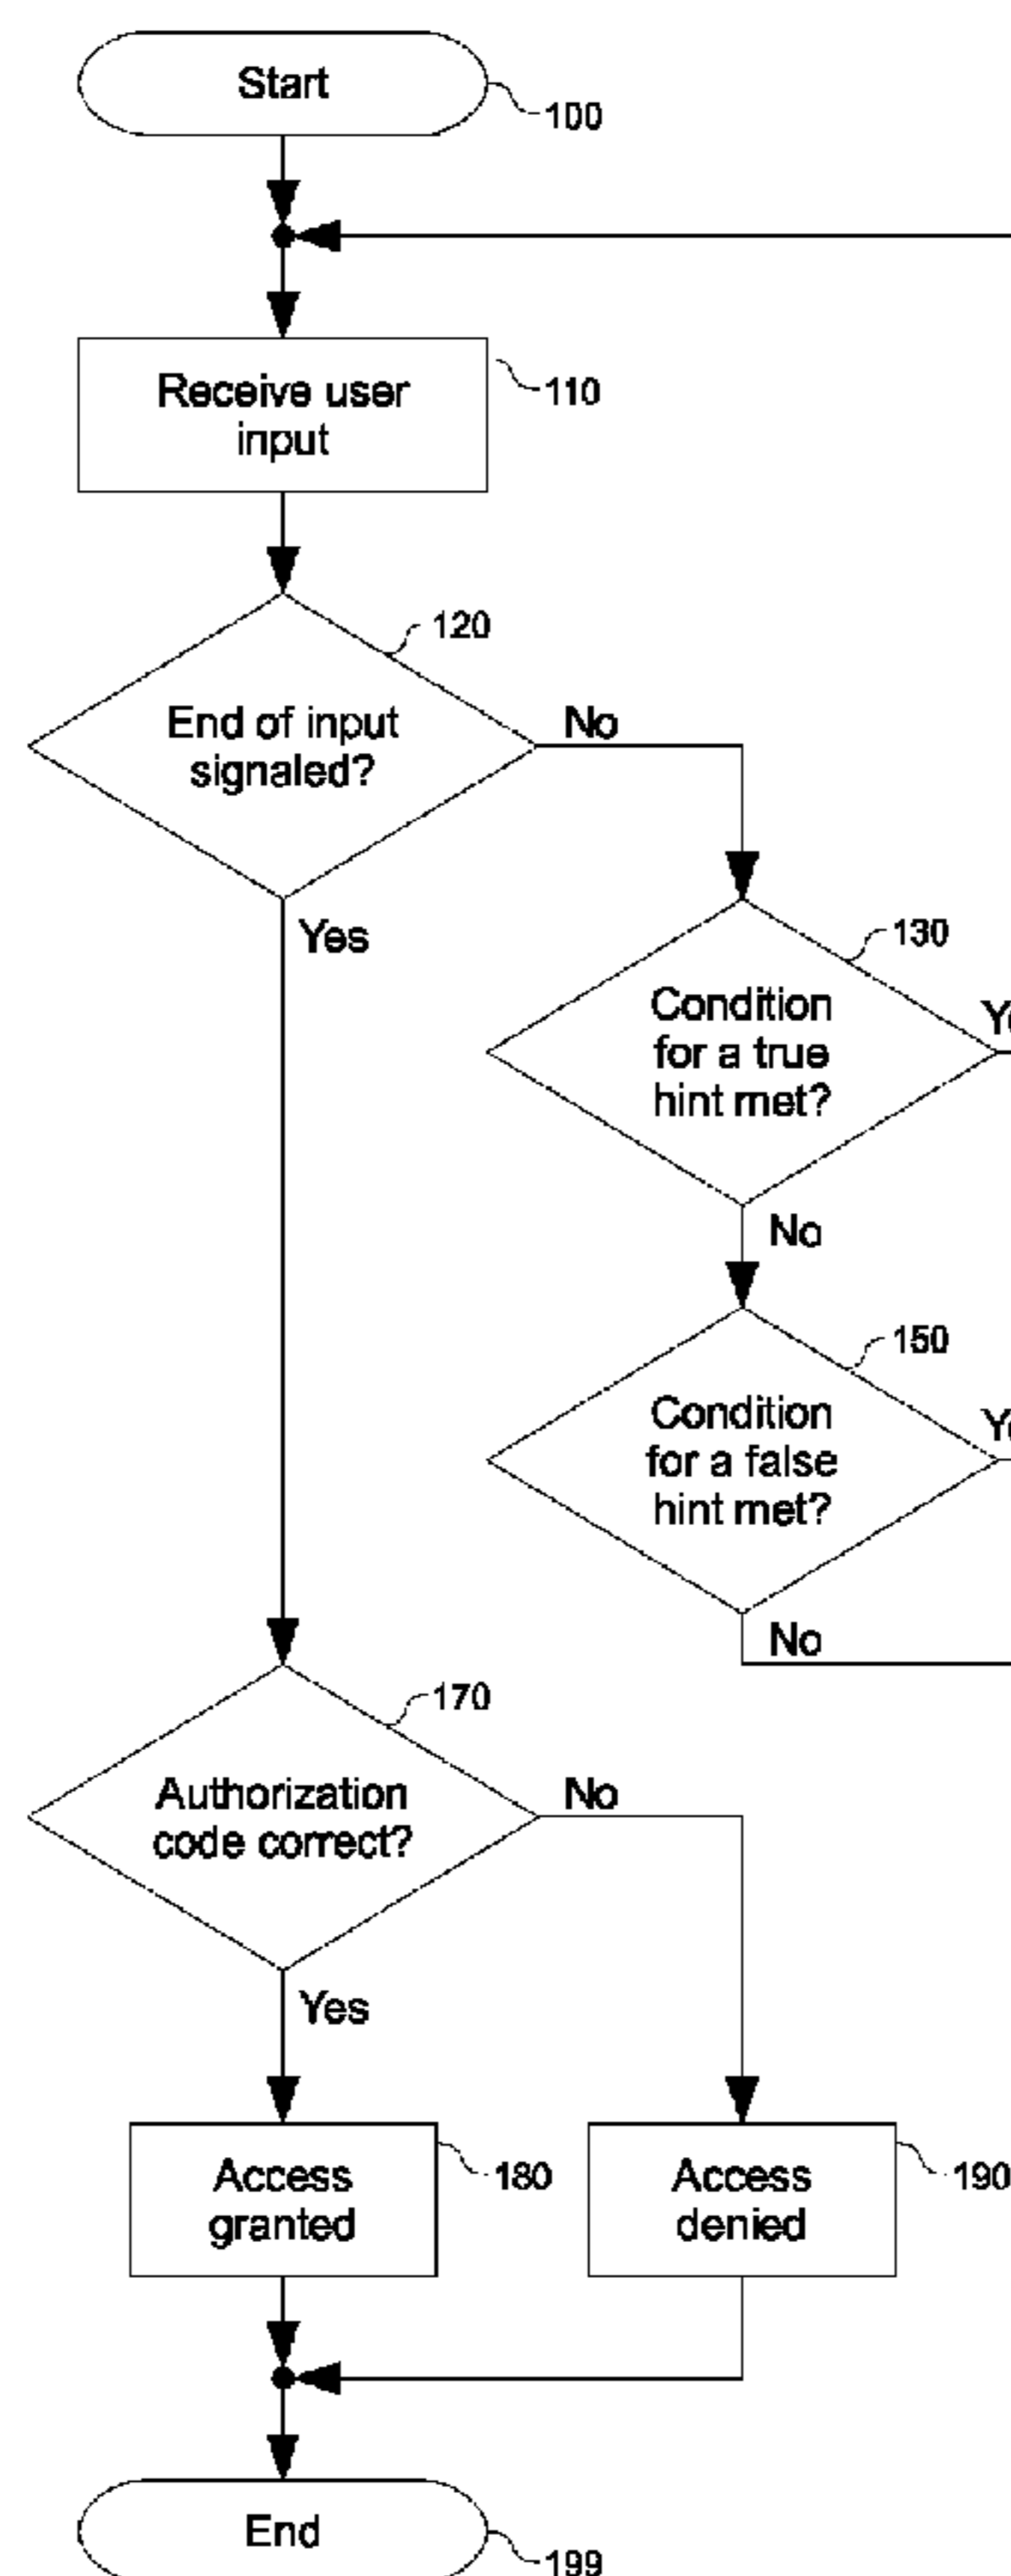 Start
100
Receive user
input
110
120
End of input
signaled?
No
Yes
130
Condition
for a true
hint met?
No
150
Condition
for a false
hint met?
No
170
Authorization
code correct?
No
Yes
Access
granted
180
Access
denied
190
End
199